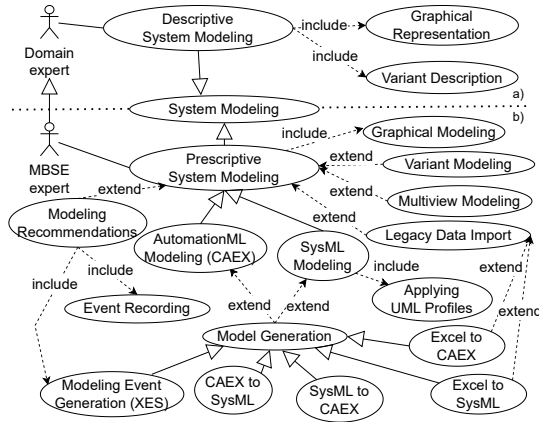 Descriptive
System Modeling
include
Graphical
Representation
Domain
expert
include
Variant Description
a)
System Modeling
b)
include
Graphical Modeling
MBSE
expert
Prescriptive
System Modeling
extend
Variant Modeling
extend
extend
Multiview Modeling
Modeling
Recommendations
extend
Legacy Data Import
AutomationML
Modeling (CAEX)
SysML
Modeling
include
include
include
extend
Event Recording
Applying
UML Profiles
extend
extend
extend
Model Generation
Excel to
CAEX
Modeling Event
Generation (XES)
CAEX to
SysML
SysML to
CAEX
Excel to
SysML